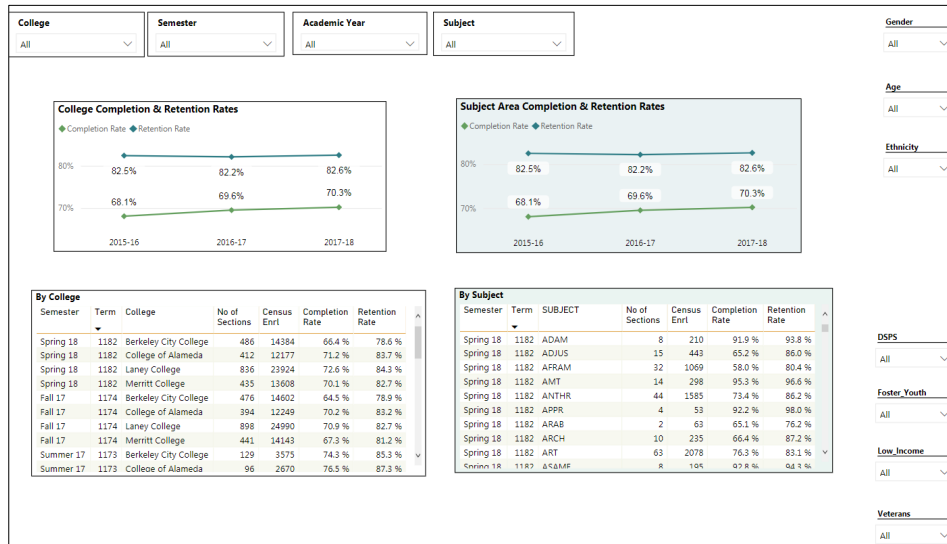 College Semester Academic Year Subject
All All All All
Gender
All
Age
All
Ethnicity
All
College Completion & Retention Rates
Completion Rate Retention Rate
80%
70%
82.5% 82.2% 82.6%
68.1% 69.6% 70.3%
2015-16 2016-17 2017-18
Subject Area Completion & Retention Rates
Completion Rate Retention Rate
80%
70%
82.5% 82.2% 82.6%
68.1% 69.6% 70.3%
2015-16 2016-17 2017-18
By College
Semester Term College No of Sections Census Enrl Completion Rate Retention Rate
Spring 18 1182 Berkeley City College 486 14384 66.4 % 78.6 %
Spring 18 1182 College of Alameda 412 12177 71.2 % 83.7 %
Spring 18 1182 Laney College 836 23924 72.6 % 84.3 %
Spring 18 1182 Merritt College 435 13608 70.1 % 82.7 %
Fall 17 1174 Berkeley City College 476 14602 64.5 % 78.9 %
Fall 17 1174 College of Alameda 394 12249 70.2 % 83.2 %
Fall 17 1174 Laney College 898 24990 70.9 % 82.7 %
Fall 17 1174 Merritt College 441 14143 67.3 % 81.2 %
Summer 17 1173 Berkeley City College 129 3575 74.3 % 85.3 %
Summer 17 1173 College of Alameda 96 2670 76.5 % 87.3 %
By Subject
Semester Term SUBJECT No of Sections Census Enrl Completion Rate Retention Rate
Spring 18 1182 ADAM 8 210 91.9 % 93.8 %
Spring 18 1182 ADJUS 15 443 65.2 % 86.0 %
Spring 18 1182 AFRAM 32 1069 58.0 % 80.4 %
Spring 18 1182 AMT 14 298 95.3 % 96.6 %
Spring 18 1182 ANTHR 44 1585 73.4 % 86.2 %
Spring 18 1182 APPR 4 53 92.2 % 98.0 %
Spring 18 1182 ARAB 2 63 65.1 % 76.2 %
Spring 18 1182 ARCH 10 235 66.4 % 87.2 %
Spring 18 1182 ART 63 2078 76.3 % 83.1 %
Spring 18 1182 ASAME 8 195 92.8 % 94.3 %
DSPS
All
Foster_Youth
All
Low_Income
All
Veterans
All